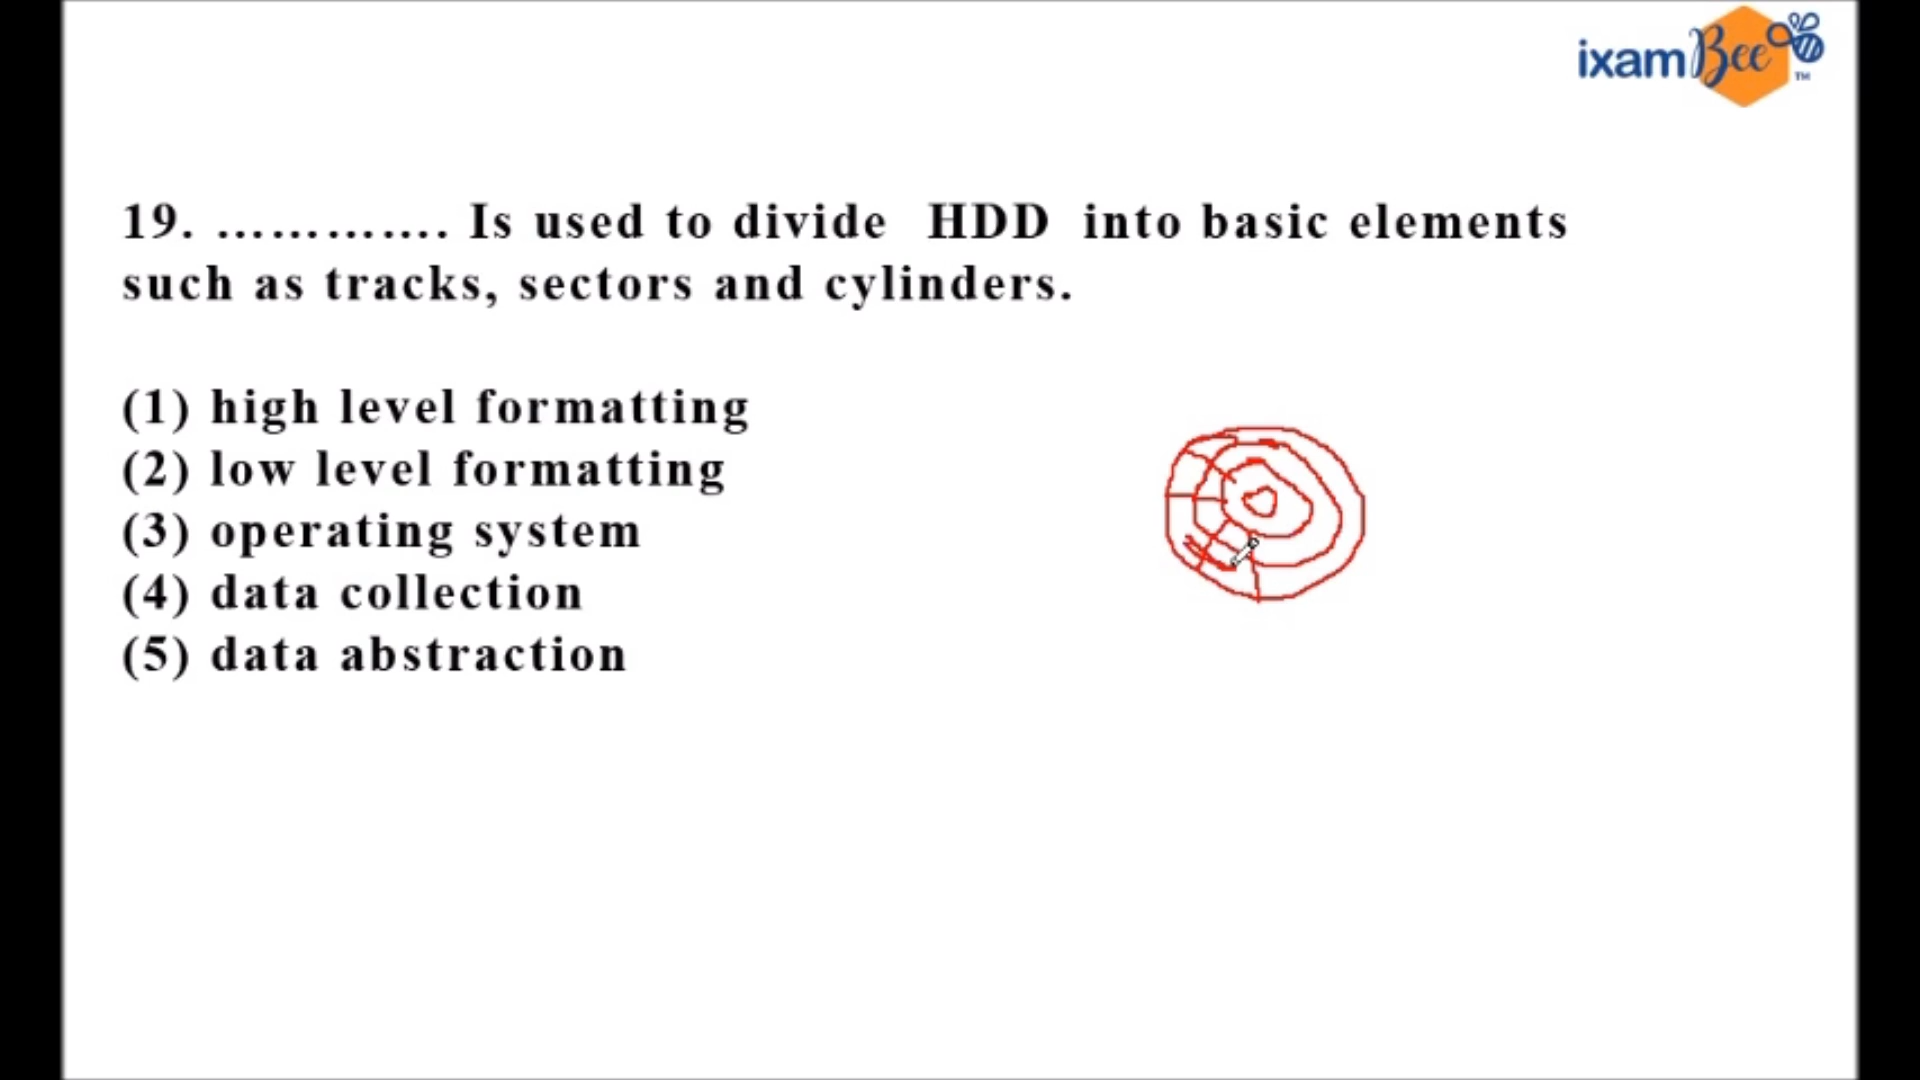 ixamBee™
19. …………. Is used to divide HDD into basic elements
such as tracks, sectors and cylinders.
(1) high level formatting
(2) low level formatting
(3) operating system
(4) data collection
(5) data abstraction